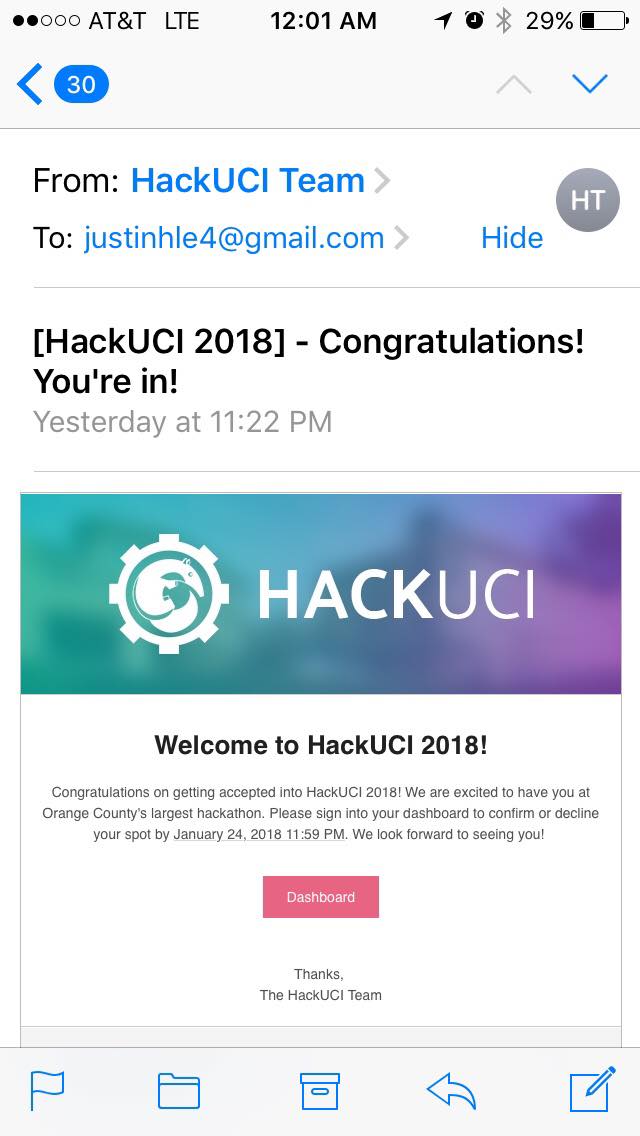 AT&T LTE 12:01 AM 29%
30
From: HackUCI Team
HT
To: justinhle4@gmail.com Hide
[HackUCI 2018] - Congratulations!
You're in!
Yesterday at 11:22 PM
HACKUCI
Welcome to HackUCI 2018!
Congratulations on getting accepted into HackUCI 2018! We are excited to have you at
Orange County's largest hackathon. Please sign into your dashboard to confirm or decline
your spot by January 24, 2018 11:59 PM. We look forward to seeing you!
Dashboard
Thanks,
The HackUCI Team